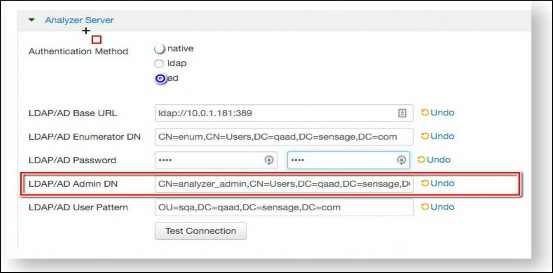 Analyzer Server
Authentication Method
native
ldap
ad
LDAP/AD Base URL ldap://10.0.1.181:389 Undo
LDAP/AD Enumerator DN CN=enum,CN=Users,DC=qaad,DC=sensage,DC=com Undo
LDAP/AD Password •••• •••• Undo
LDAP/AD Admin DN CN=analyzer_admin,CN=Users,DC=qaad,DC=sensage,DC Undo
LDAP/AD User Pattern OU=sqa,DC=qaad,DC=sensage,DC=com Undo
Test Connection